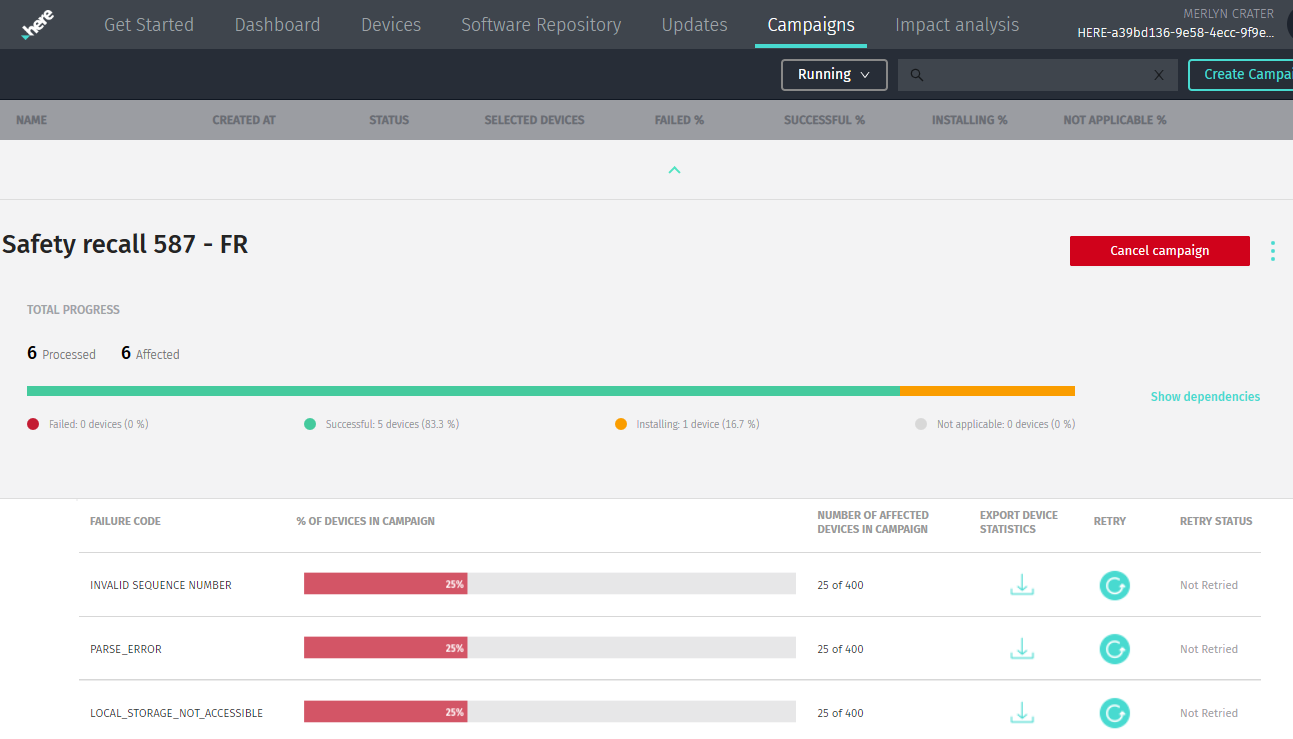 here
Get Started Dashboard Devices Software Repository Updates Campaigns Impact analysis
MERLYN CRATER
HERE-a39bd136-9e58-4ecc-9f9e...
Running
Create Campai
NAME CREATED AT STATUS SELECTED DEVICES FAILED % SUCCESSFUL % INSTALLING % NOT APPLICABLE %
Safety recall 587 - FR
Cancel campaign
TOTAL PROGRESS
6 Processed 6 Affected
Show dependencies
Failed: 0 devices (0 %) Successful: 5 devices (83.3 %) Installing: 1 device (16.7 %) Not applicable: 0 devices (0 %)
FAILURE CODE % OF DEVICES IN CAMPAIGN NUMBER OF AFFECTED DEVICES IN CAMPAIGN EXPORT DEVICE STATISTICS RETRY RETRY STATUS
INVALID SEQUENCE NUMBER 25% 25 of 400 Not Retried
PARSE_ERROR 25% 25 of 400 Not Retried
LOCAL_STORAGE_NOT_ACCESSIBLE 25% 25 of 400 Not Retried